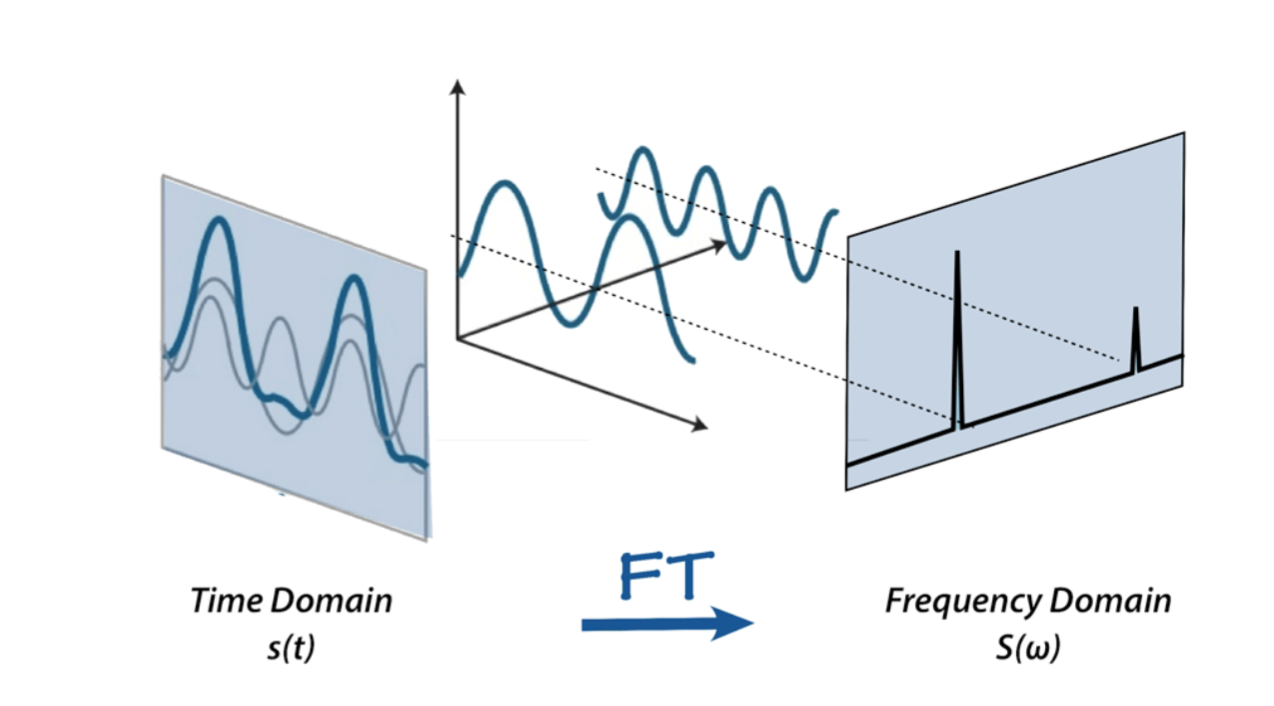 FT
Time Domain
s(t)
Frequency Domain
S(ω)